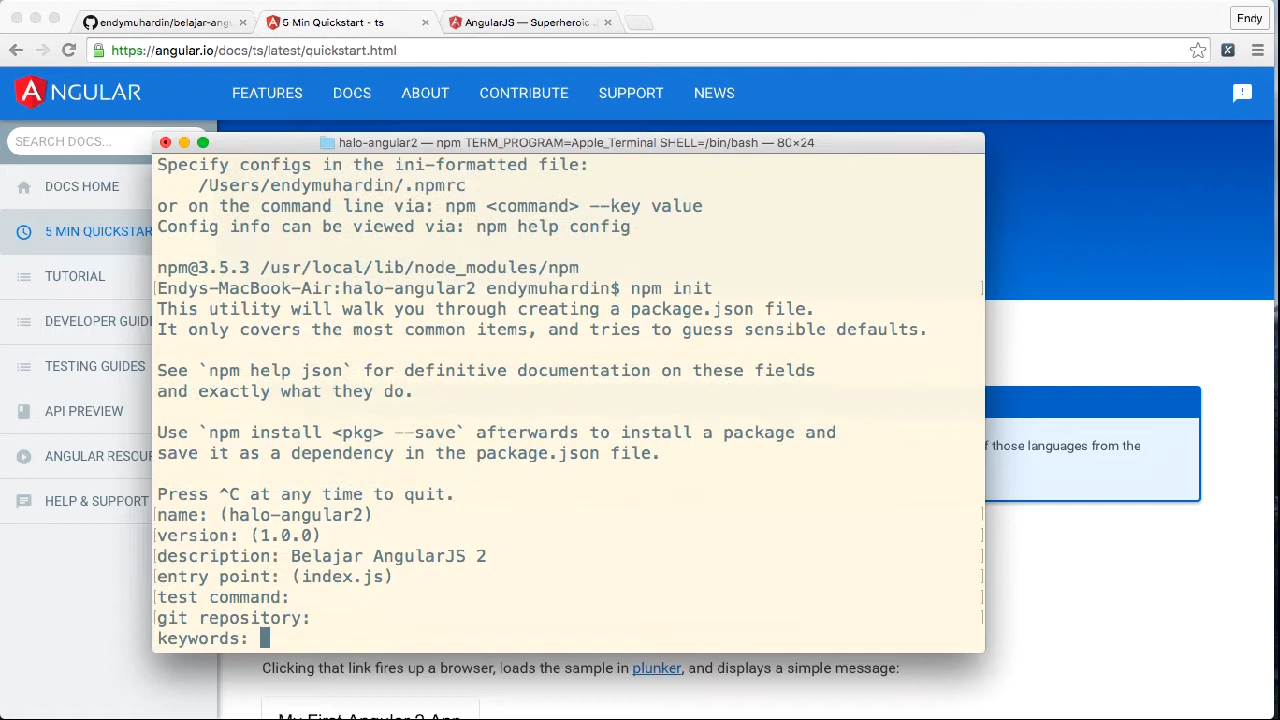 endymuhardin/belajar-ang
5 Min Quickstart - ts
AngularJS — Superheroic J
Endy
https://angular.io/docs/ts/latest/quickstart.html
ANGULAR
FEATURES
DOCS
ABOUT
CONTRIBUTE
SUPPORT
NEWS
SEARCH DOCS...
DOCS HOME
5 MIN QUICKSTAR
TUTORIAL
DEVELOPER GUID
TESTING GUIDES
API PREVIEW
ANGULAR RESOU
HELP & SUPPORT
halo-angular2 — npm TERM_PROGRAM=Apple_Terminal SHELL=/bin/bash — 80×24
Specify configs in the ini-formatted file:
/Users/endymuhardin/.npmrc
or on the command line via: npm <command> --key value
Config info can be viewed via: npm help config
npm@3.5.3 /usr/local/lib/node_modules/npm
[Endys-MacBook-Air:halo-angular2 endymuhardin$ npm init ]
This utility will walk you through creating a package.json file.
It only covers the most common items, and tries to guess sensible defaults.
See `npm help json` for definitive documentation on these fields
and exactly what they do.
Use `npm install <pkg> --save` afterwards to install a package and
save it as a dependency in the package.json file.
Press ^C at any time to quit.
[name: (halo-angular2) ]
[version: (1.0.0) ]
[description: Belajar AngularJS 2 ]
[entry point: (index.js) ]
[test command: ]
[git repository: ]
keywords:
f those languages from the
Clicking that link fires up a browser, loads the sample in plunker, and displays a simple message:
My First Angular 2 App